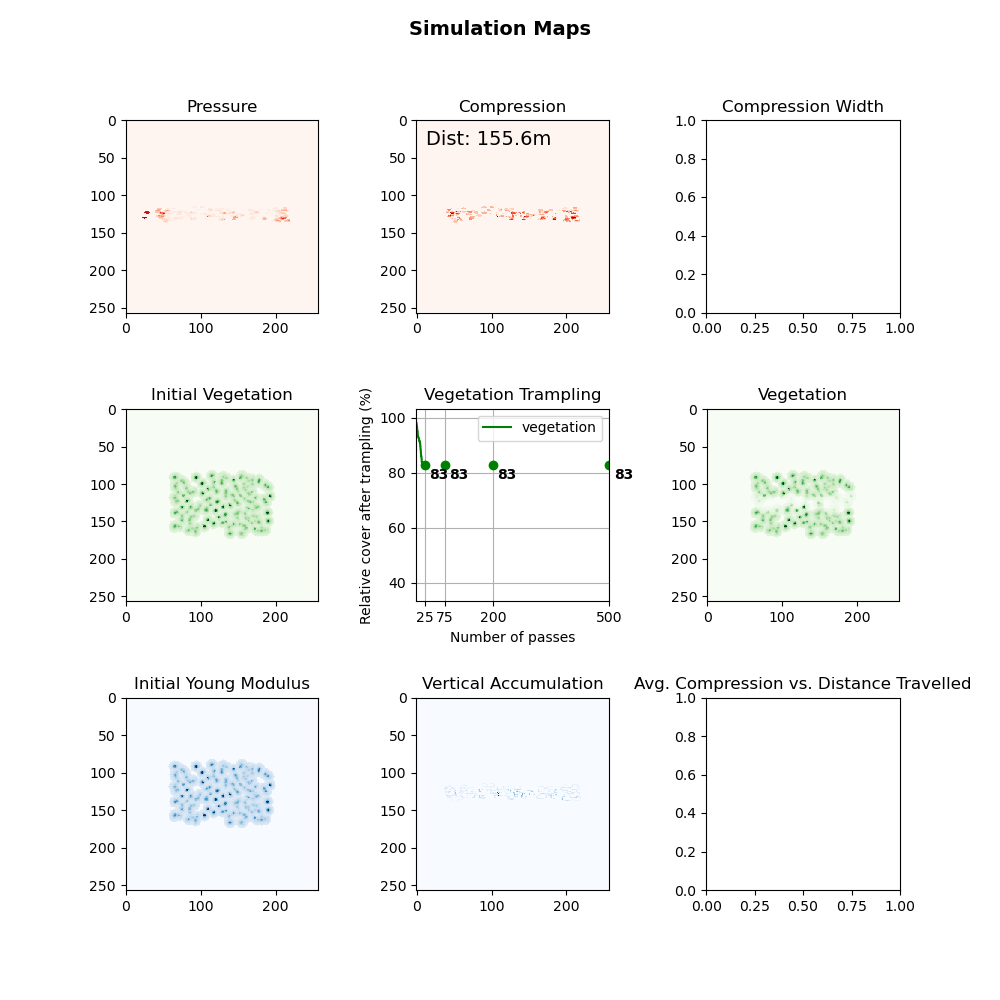 Simulation Maps
Pressure
0
50
100
150
200
250
0 100 200
Compression
Dist: 155.6m
0
50
100
150
200
250
0 100 200
Compression Width
1.0
0.8
0.6
0.4
0.2
0.0
0.00 0.25 0.50 0.75 1.00
Initial Vegetation
0
50
100
150
200
250
0 100 200
Vegetation Trampling
Relative cover after trampling (%)
100
80
60
40
vegetation
83 83 83 83
25 75 200 500
Number of passes
Vegetation
0
50
100
150
200
250
0 100 200
Initial Young Modulus
0
50
100
150
200
250
0 100 200
Vertical Accumulation
0
50
100
150
200
250
0 100 200
Avg. Compression vs. Distance Travelled
1.0
0.8
0.6
0.4
0.2
0.0
0.00 0.25 0.50 0.75 1.00